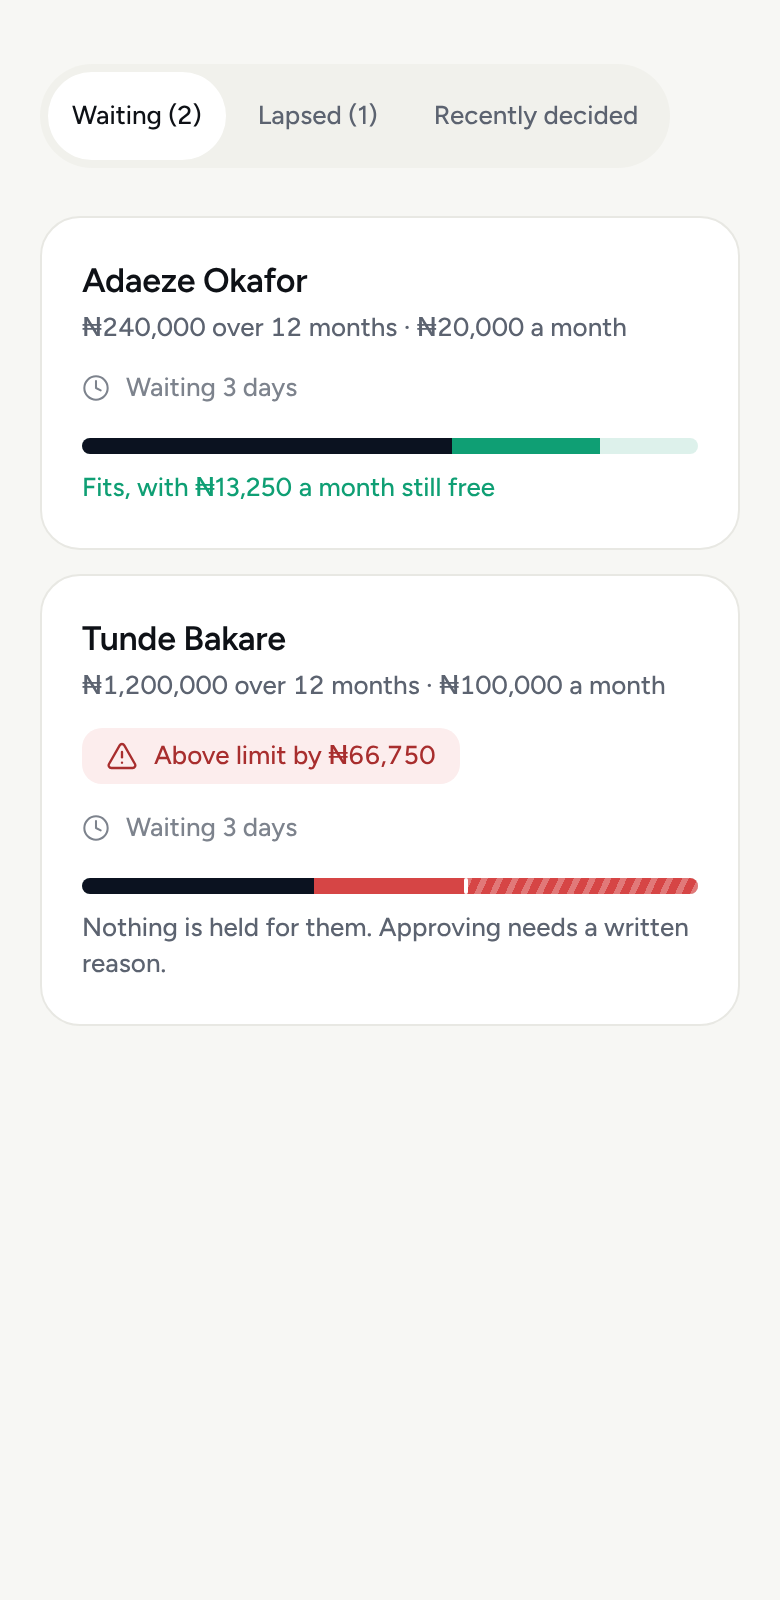 Waiting (2)
Lapsed (1)
Recently decided
Adaeze Okafor
₦240,000 over 12 months · ₦20,000 a month
Waiting 3 days
Fits, with ₦13,250 a month still free
Tunde Bakare
₦1,200,000 over 12 months · ₦100,000 a month
Above limit by ₦66,750
Waiting 3 days
Nothing is held for them. Approving needs a written
reason.